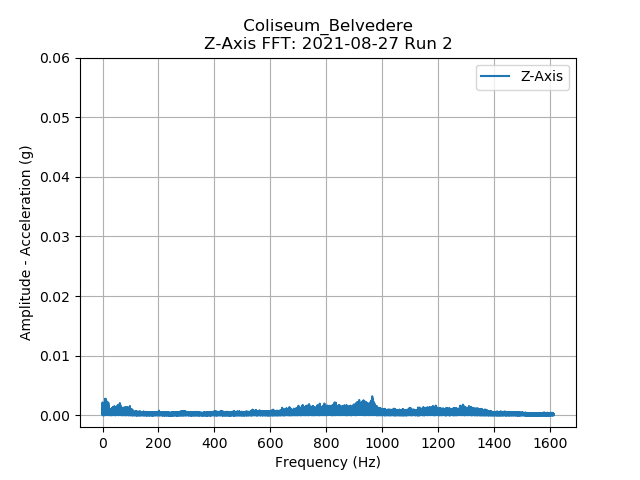 Coliseum_Belvedere
Z-Axis FFT: 2021-08-27 Run 2
Z-Axis
Amplitude - Acceleration (g)
0.06
0.05
0.04
0.03
0.02
0.01
0.00
0 200 400 600 800 1000 1200 1400 1600
Frequency (Hz)